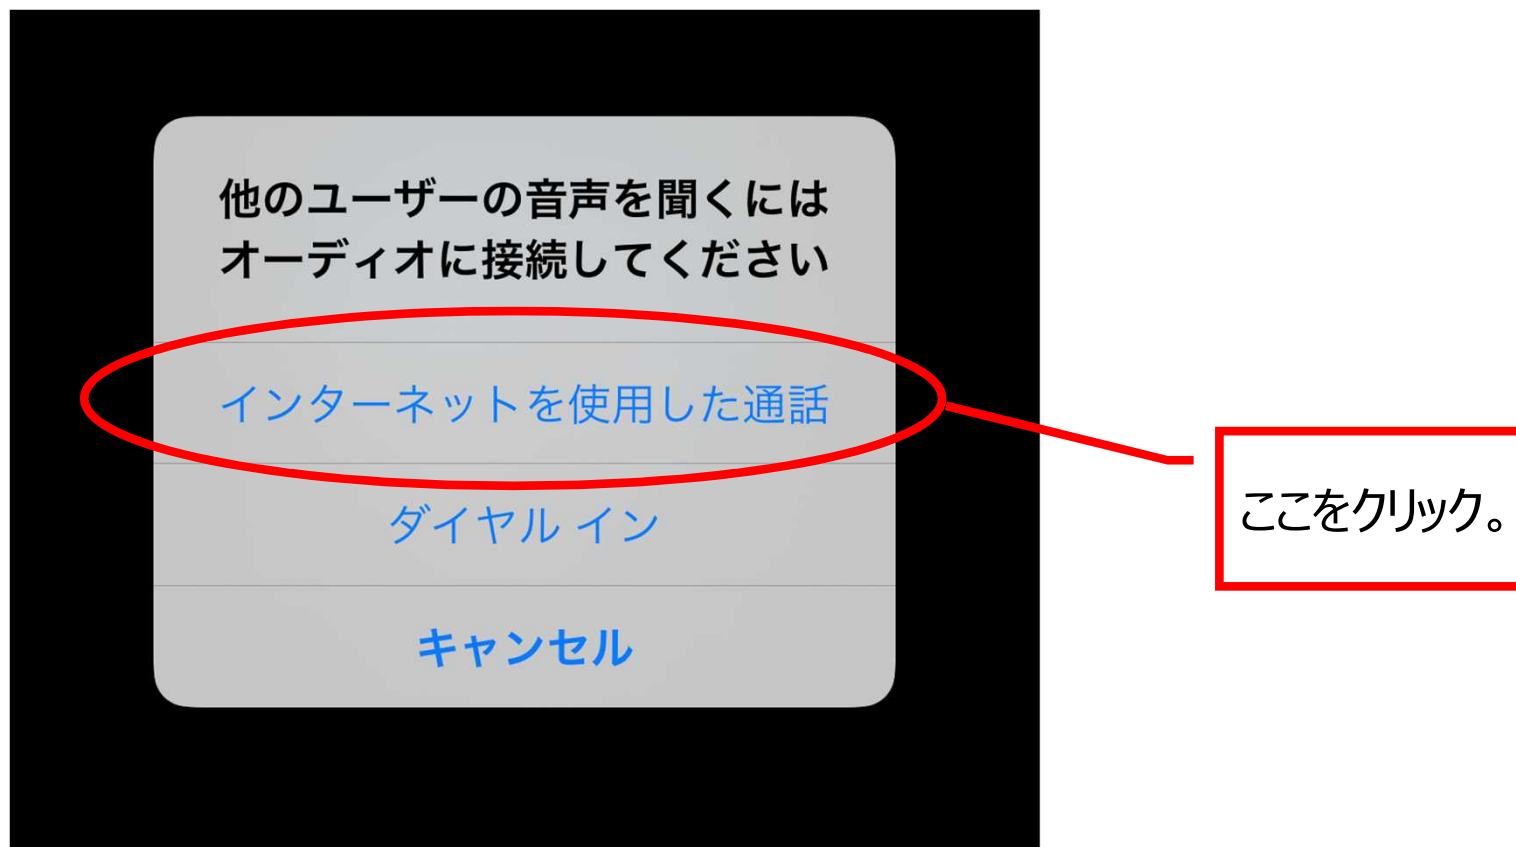 他のユーザーの音声を聞くには
オーディオに接続してください
インターネットを使用した通話
ダイヤル イン
キャンセル
ここをクリック。